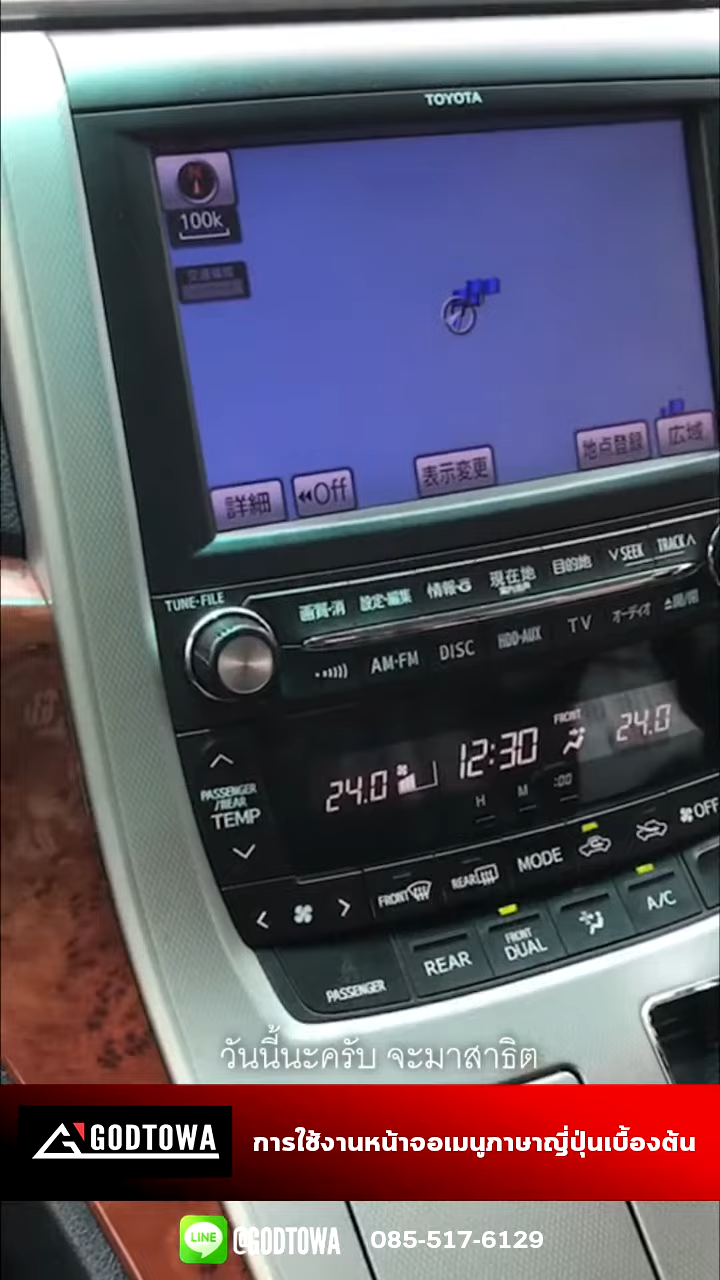 TOYOTA
100k
詳細
Off
表示変更
地点登録
広域
TUNE·FILE
画質·消
設定·編集
情報·G
現在地
目的地
∨SEEK
TRACK∧
AM·FM
DISC
HDD·AUX
TV
オーディオ
24.0
12:30
FRONT
24.0
H
M
:00
PASSENGER
/REAR
TEMP
FRONT
REAR
MODE
OFF
PASSENGER
REAR
FRONT
DUAL
A/C
วันนี้นะครับ จะมาสาธิต
GODTOWA
การใช้งานหน้าจอเมนูภาษาญี่ปุ่นเบื้องต้น
LINE
@GODTOWA
085-517-6129